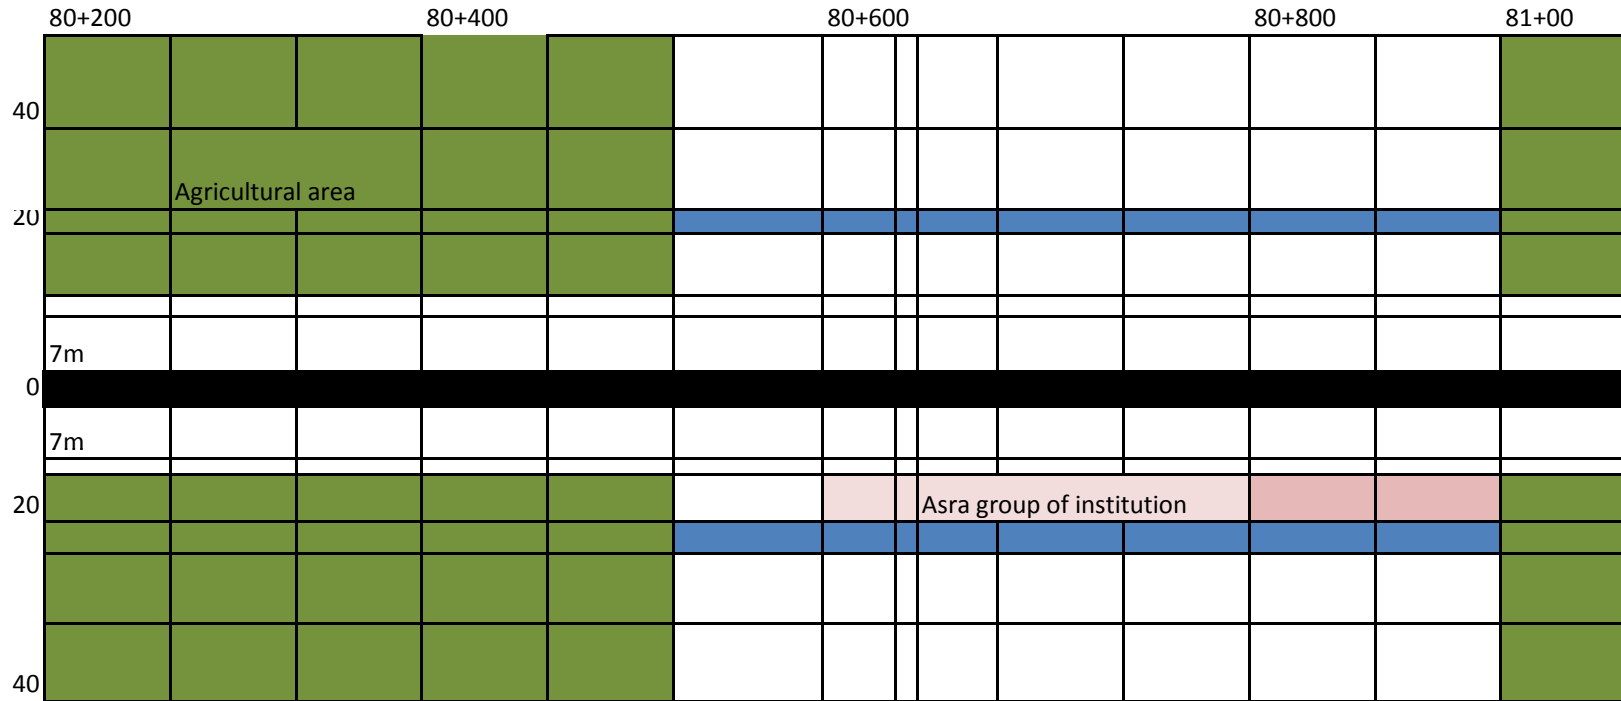 80+200 80+400 80+600 80+800 81+00
40
Agricultural area
20
7m
0
7m
20 Asra group of institution
40